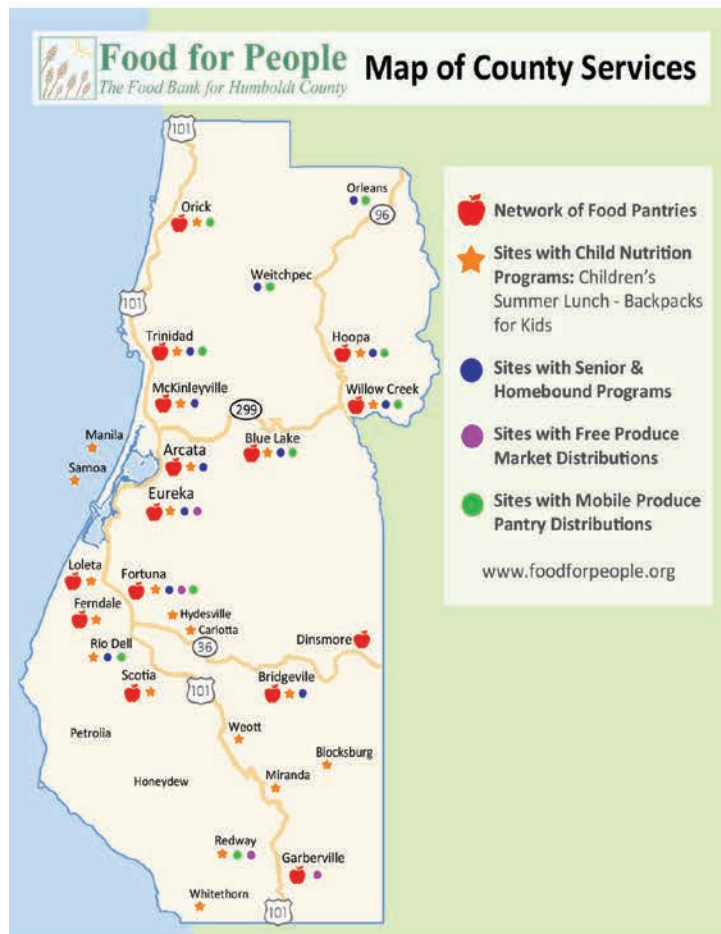 Food for People
The Food Bank for Humboldt County
Map of County Services
101
Orick
Orleans
96
Weitchpec
101
Trinidad
Hoopa
McKinleyville
Willow Creek
299
Manila
Arcata
Blue Lake
Samoa
Eureka
Loleta
Fortuna
Ferndale
Hydesville
Carlotta
Rio Dell
36
Dinsmore
Scotia
101
Bridgevile
Petrolia
Weott
Blocksburg
Honeydew
Miranda
Redway
Garberville
Whitethorn
101
Network of Food Pantries
Sites with Child Nutrition
Programs: Children's
Summer Lunch - Backpacks
for Kids
Sites with Senior &
Homebound Programs
Sites with Free Produce
Market Distributions
Sites with Mobile Produce
Pantry Distributions
www.foodforpeople.org